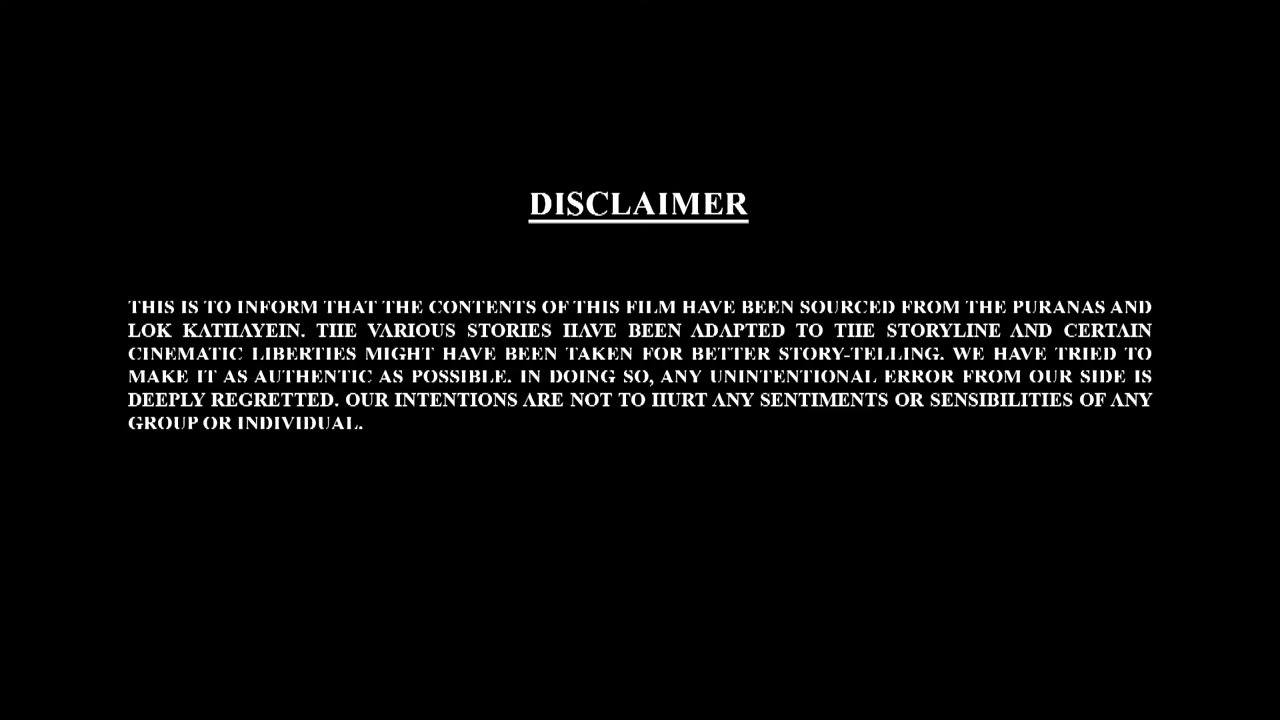 DISCLAIMER
THIS IS TO INFORM THAT THE CONTENTS OF THIS FILM HAVE BEEN SOURCED FROM THE PURANAS AND
LOK KATHAYEIN. THE VARIOUS STORIES HAVE BEEN ADAPTED TO THE STORYLINE AND CERTAIN
CINEMATIC LIBERTIES MIGHT HAVE BEEN TAKEN FOR BETTER STORY-TELLING. WE HAVE TRIED TO
MAKE IT AS AUTHENTIC AS POSSIBLE. IN DOING SO, ANY UNINTENTIONAL ERROR FROM OUR SIDE IS
DEEPLY REGRETTED. OUR INTENTIONS ARE NOT TO HURT ANY SENTIMENTS OR SENSIBILITIES OF ANY
GROUP OR INDIVIDUAL.